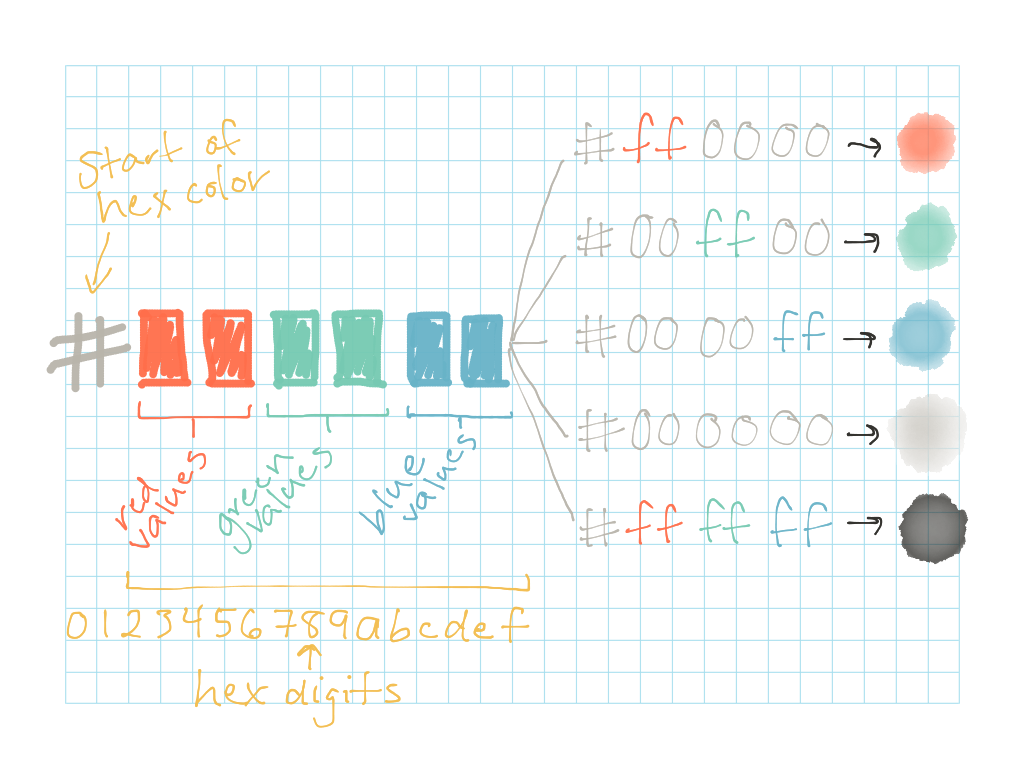 Start of
hex color
#
red
values
green
values
blue
values
0123456789abcdef
hex digits
#ff0000 →
#00ff00 →
#0000ff →
#000000 →
#ffffff →